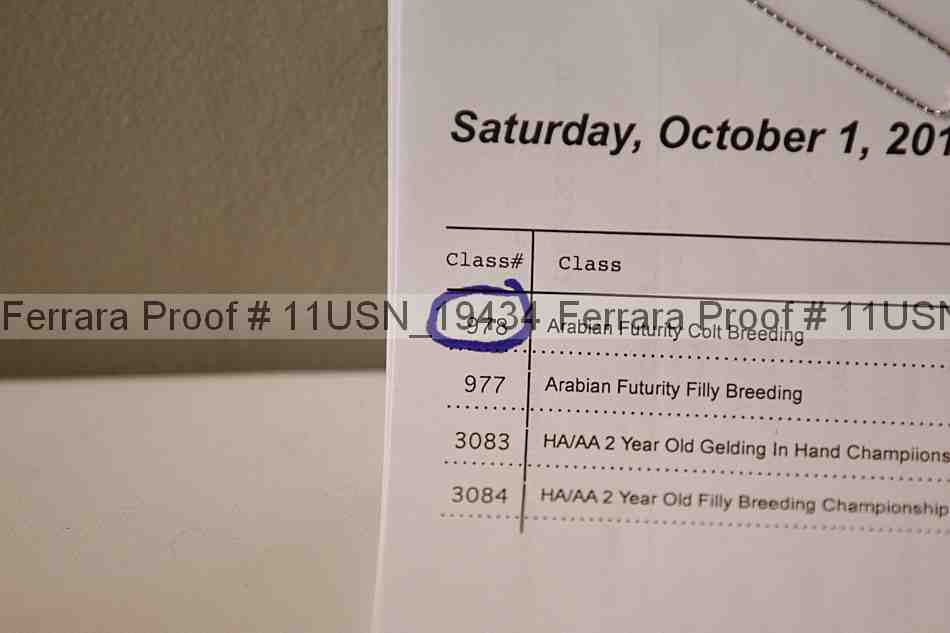 Saturday, October 1, 201
Class# Class
978 Arabian Futurity Colt Breeding
Ferrara Proof # 11USN_19434 Ferrara Proof # 11USN
977 Arabian Futurity Filly Breeding
3083 HA/AA 2 Year Old Gelding In Hand Champiions
3084 HA/AA 2 Year Old Filly Breeding Championship